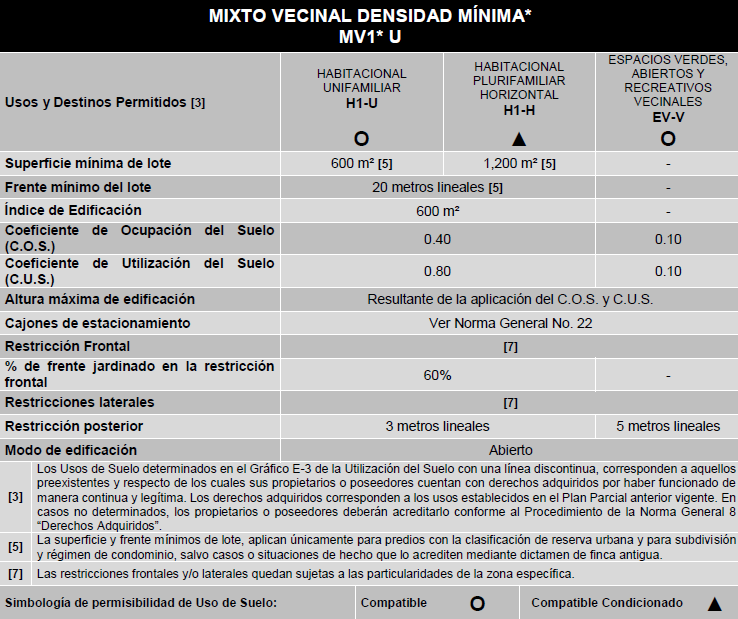 MIXTO VECINAL DENSIDAD MÍNIMA*
MV1* U
Usos y Destinos Permitidos [3]
HABITACIONAL
UNIFAMILIAR
H1-U
O
HABITACIONAL
PLURIFAMILIAR
HORIZONTAL
H1-H
▲
ESPACIOS VERDES,
ABIERTOS Y
RECREATIVOS
VECINALES
EV-V
O
Superficie mínima de lote 600 m² [5] 1,200 m² [5] -
Frente mínimo del lote 20 metros lineales [5] -
Índice de Edificación 600 m² -
Coeficiente de Ocupación del Suelo
(C.O.S.) 0.40 0.10
Coeficiente de Utilización del Suelo
(C.U.S.) 0.80 0.10
Altura máxima de edificación Resultante de la aplicación del C.O.S. y C.U.S.
Cajones de estacionamiento Ver Norma General No. 22
Restricción Frontal [7]
% de frente jardinado en la restricción
frontal 60% -
Restricciones laterales [7]
Restricción posterior 3 metros lineales 5 metros lineales
Modo de edificación Abierto
[3] Los Usos de Suelo determinados en el Gráfico E-3 de la Utilización del Suelo con una línea discontinua, corresponden a aquellos
preexistentes y respecto de los cuales sus propietarios o poseedores cuentan con derechos adquiridos por haber funcionado de
manera continua y legítima. Los derechos adquiridos corresponden a los usos establecidos en el Plan Parcial anterior vigente. En
casos no determinados, los propietarios o poseedores deberán acreditarlo conforme al Procedimiento de la Norma General 8
“Derechos Adquiridos”.
[5] La superficie y frente mínimos de lote, aplican únicamente para predios con la clasificación de reserva urbana y para subdivisión
y régimen de condominio, salvo casos o situaciones de hecho que lo acrediten mediante dictamen de finca antigua.
[7] Las restricciones frontales y/o laterales quedan sujetas a las particularidades de la zona específica.
Simbología de permisibilidad de Uso de Suelo: Compatible O Compatible Condicionado ▲